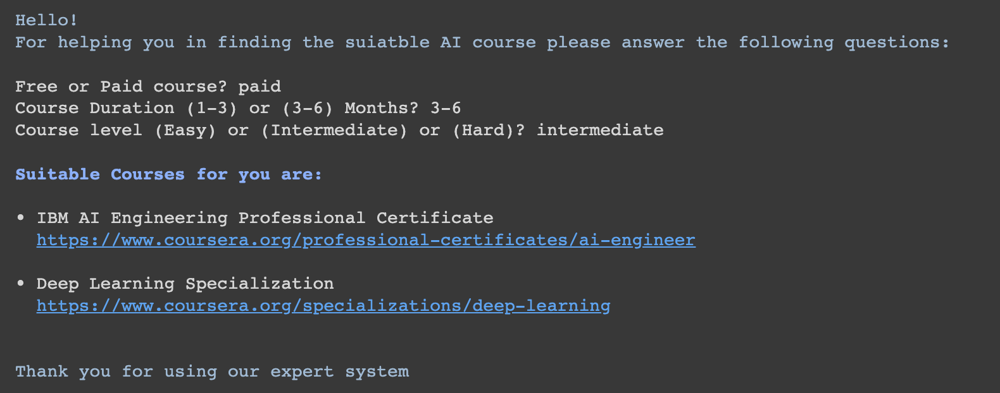 Hello!
For helping you in finding the suiatble AI course please answer the following questions:
Free or Paid course? paid
Course Duration (1-3) or (3-6) Months? 3-6
Course level (Easy) or (Intermediate) or (Hard)? intermediate
Suitable Courses for you are:
• IBM AI Engineering Professional Certificate
https://www.coursera.org/professional-certificates/ai-engineer
• Deep Learning Specialization
https://www.coursera.org/specializations/deep-learning
Thank you for using our expert system